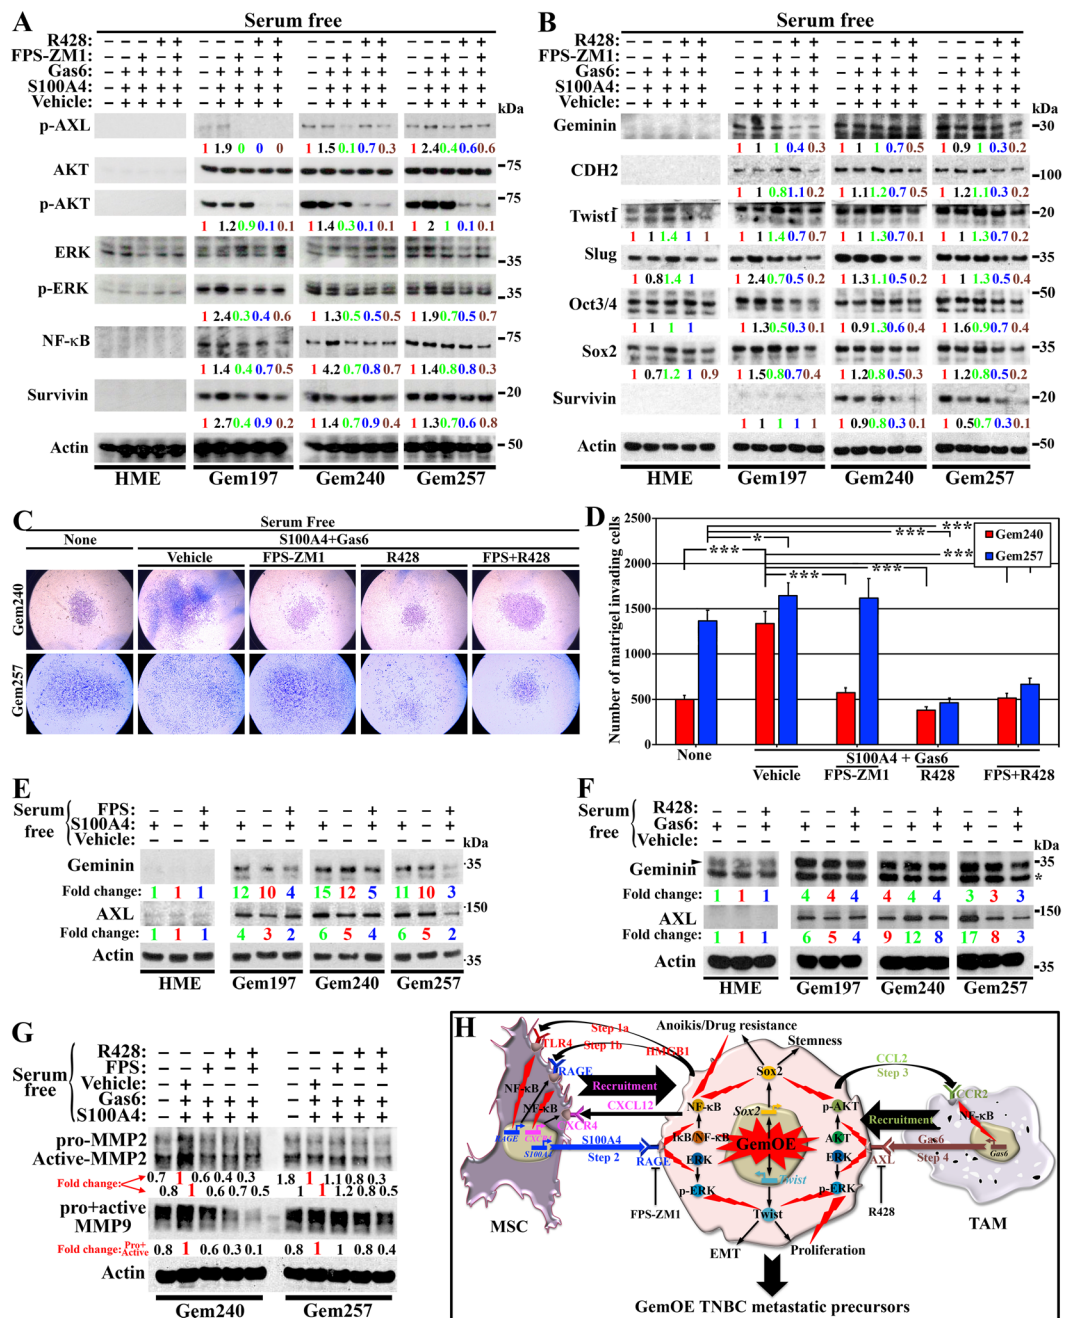 A
Serum free
R428: – – – – + + – – – + + – – – + + – – – + +
FPS-ZM1: – – + – + – – + – + – – + – + – – + – +
Gas6: – + + + + – + + + + – + + + + – + + + +
S100A4: – + + + + – + + + + – + + + + – + + + +
Vehicle: – + + + + – + + + + – + + + + – + + + +
kDa
p-AXL
1 1.9 0 0 0 1 1.5 0.1 0.7 0.3 1 2.4 0.4 0.6 0.6
AKT 75
p-AKT 75
1 1.2 0.9 0.1 0.1 1 1.4 0.3 0.1 0.1 1 2 1 0.1 0.1
ERK 35
p-ERK 35
1 2.4 0.3 0.4 0.6 1 1.3 0.5 0.5 0.5 1 1.9 0.7 0.5 0.7
NF-κB 75
1 1.4 0.4 0.7 0.5 1 4.2 0.7 0.8 0.7 1 1.4 0.8 0.8 0.3
Survivin 20
1 2.7 0.4 0.9 0.2 1 1.4 0.7 0.9 0.4 1 1.3 0.7 0.6 0.8
Actin 50
HME Gem197 Gem240 Gem257
B
Serum free
R428:
FPS-ZM1:
Gas6:
S100A4:
Vehicle:
kDa
Geminin 30
1 1 1 0.4 0.3 1 1 1 0.7 0.5 1 0.9 1 0.3 0.2
CDH2 100
1 1 0.8 1.1 0.2 1 1.1 1.2 0.7 0.5 1 1.2 1.1 0.3 0.2
Twist1 20
1 1 1.4 1 1 1 1 1.4 0.7 0.7 1 1 1.3 0.7 0.1 1 1 1.3 0.7 0.2
Slug 35
1 0.8 1.4 1 1 2.4 0.7 0.5 0.2 1 1.3 1.1 0.5 0.2 1 1 1.3 0.5 0.4
Oct3/4 50
1 1 1 1 1 1.3 0.5 0.3 0.1 1 0.9 1.3 0.6 0.4 1 1.6 0.9 0.7 0.4
Sox2 35
1 0.7 1.2 1 0.9 1 1.5 0.8 0.7 0.4 1 1.2 0.8 0.5 0.3 1 1.2 0.8 0.5 0.2
Survivin 20
1 1 1 1 1 1 0.9 0.8 0.3 0.1 1 0.5 0.7 0.3 0.1
Actin 50
HME Gem197 Gem240 Gem257
C
Serum Free
None S100A4+Gas6
Vehicle FPS-ZM1 R428 FPS+R428
Gem240
Gem257
D
Number of matrigel invading cells
2500
2000
1500
1000
500
0
*** * *** *** *** ***
Gem240
Gem257
None
S100A4 + Gas6
Vehicle FPS-ZM1 R428 FPS+R428
E
Serum free
FPS: – – + – – + – – + – – +
S100A4: + – + + – + + – + + – +
Vehicle: – – – – – – – – – – – –
kDa
Geminin 35
Fold change: 1 1 1 12 10 4 15 12 5 11 10 3
AXL 150
Fold change: 1 1 1 4 3 2 6 5 4 6 5 2
Actin 35
HME Gem197 Gem240 Gem257
F
Serum free
R428: – – + – – + – – + – – +
Gas6: + – + + – + – + + + – +
Vehicle: – – – – – – – – – – – –
kDa
Geminin 35
*
Fold change: 1 1 1 4 4 4 4 4 4 3 3 3
AXL 150
Fold change: 1 1 1 6 5 4 9 12 8 17 8 3
Actin 35
HME Gem197 Gem240 Gem257
G
Serum free
R428: – – – + + – – – + +
FPS: – – + – + – – + – +
Vehicle: – + + + + – + + + +
Gas6: – + + + + – + + + +
S100A4: – + + + + – + + + +
pro-MMP2
Active-MMP2
Fold change: 0.7 1 0.6 0.4 0.3 1.8 1 1.1 0.8 0.3
0.8 1 0.6 0.7 0.5 1 1 1.2 0.8 0.5
pro+active
MMP9
Fold change: Pro+ Active 0.8 1 0.6 0.3 0.1 0.8 1 1 0.8 0.4
Actin
Gem240 Gem257
H
Step 1a
TLR4
Step 1b
HMGB1
RAGE
NF-κB
NF-κB
Recruitment
CXCL12
CXCR4
RAGE
CXCR4
S100A4
S100A4
Step 2
RAGE
FPS-ZM1
MSC
Anoikis/Drug resistance
Stemness
Sox2
NF-κB
p-AKT
Sox2
IκB/NF-κB
GemOE
AKT
ERK
ERK
p-ERK
Twist
p-ERK
Twist
EMT
Proliferation
CCL2
Step 3
CCR2
Recruitment
NF-κB
Gas6
Step 4
Gas6
AXL
R428
TAM
GemOE TNBC metastatic precursors